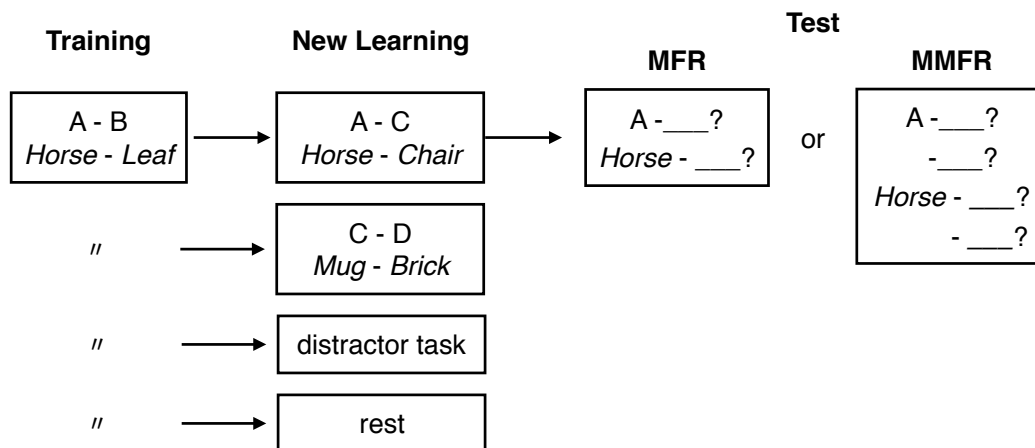 Training
New Learning
Test
MFR
MMFR
A - B
Horse - Leaf
A - C
Horse - Chair
A -___?
Horse - ___?
or
A -___?
-___?
Horse - ___?
- ___?
〃
C - D
Mug - Brick
〃
distractor task
〃
rest